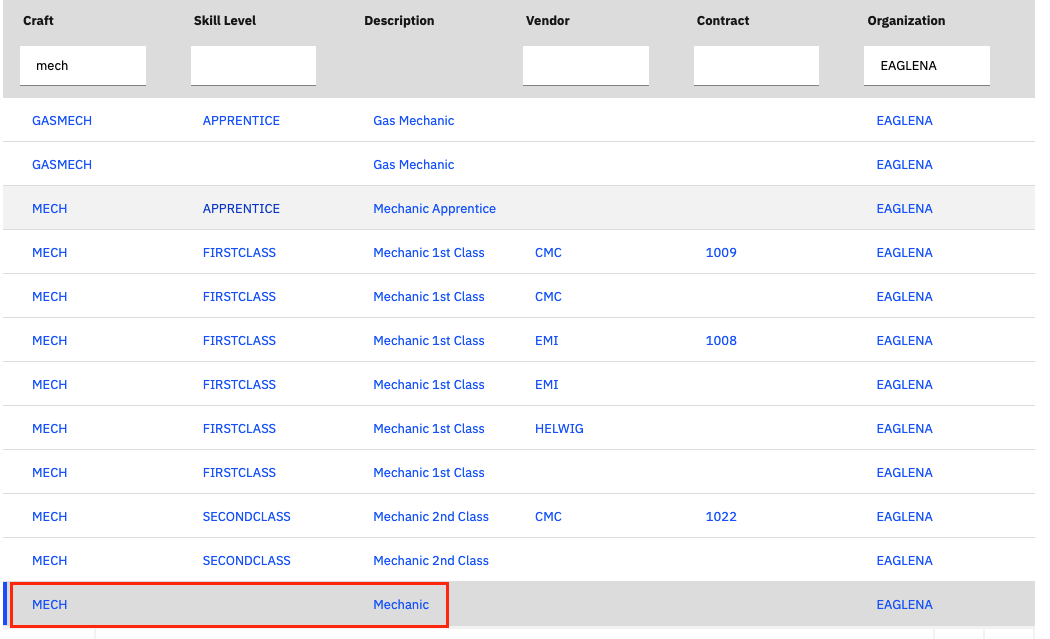 Craft Skill Level Description Vendor Contract Organization
mech EAGLENA
GASMECH APPRENTICE Gas Mechanic EAGLENA
GASMECH Gas Mechanic EAGLENA
MECH APPRENTICE Mechanic Apprentice EAGLENA
MECH FIRSTCLASS Mechanic 1st Class CMC 1009 EAGLENA
MECH FIRSTCLASS Mechanic 1st Class CMC EAGLENA
MECH FIRSTCLASS Mechanic 1st Class EMI 1008 EAGLENA
MECH FIRSTCLASS Mechanic 1st Class EMI EAGLENA
MECH FIRSTCLASS Mechanic 1st Class HELWIG EAGLENA
MECH FIRSTCLASS Mechanic 1st Class EAGLENA
MECH SECONDCLASS Mechanic 2nd Class CMC 1022 EAGLENA
MECH SECONDCLASS Mechanic 2nd Class EAGLENA
MECH Mechanic EAGLENA